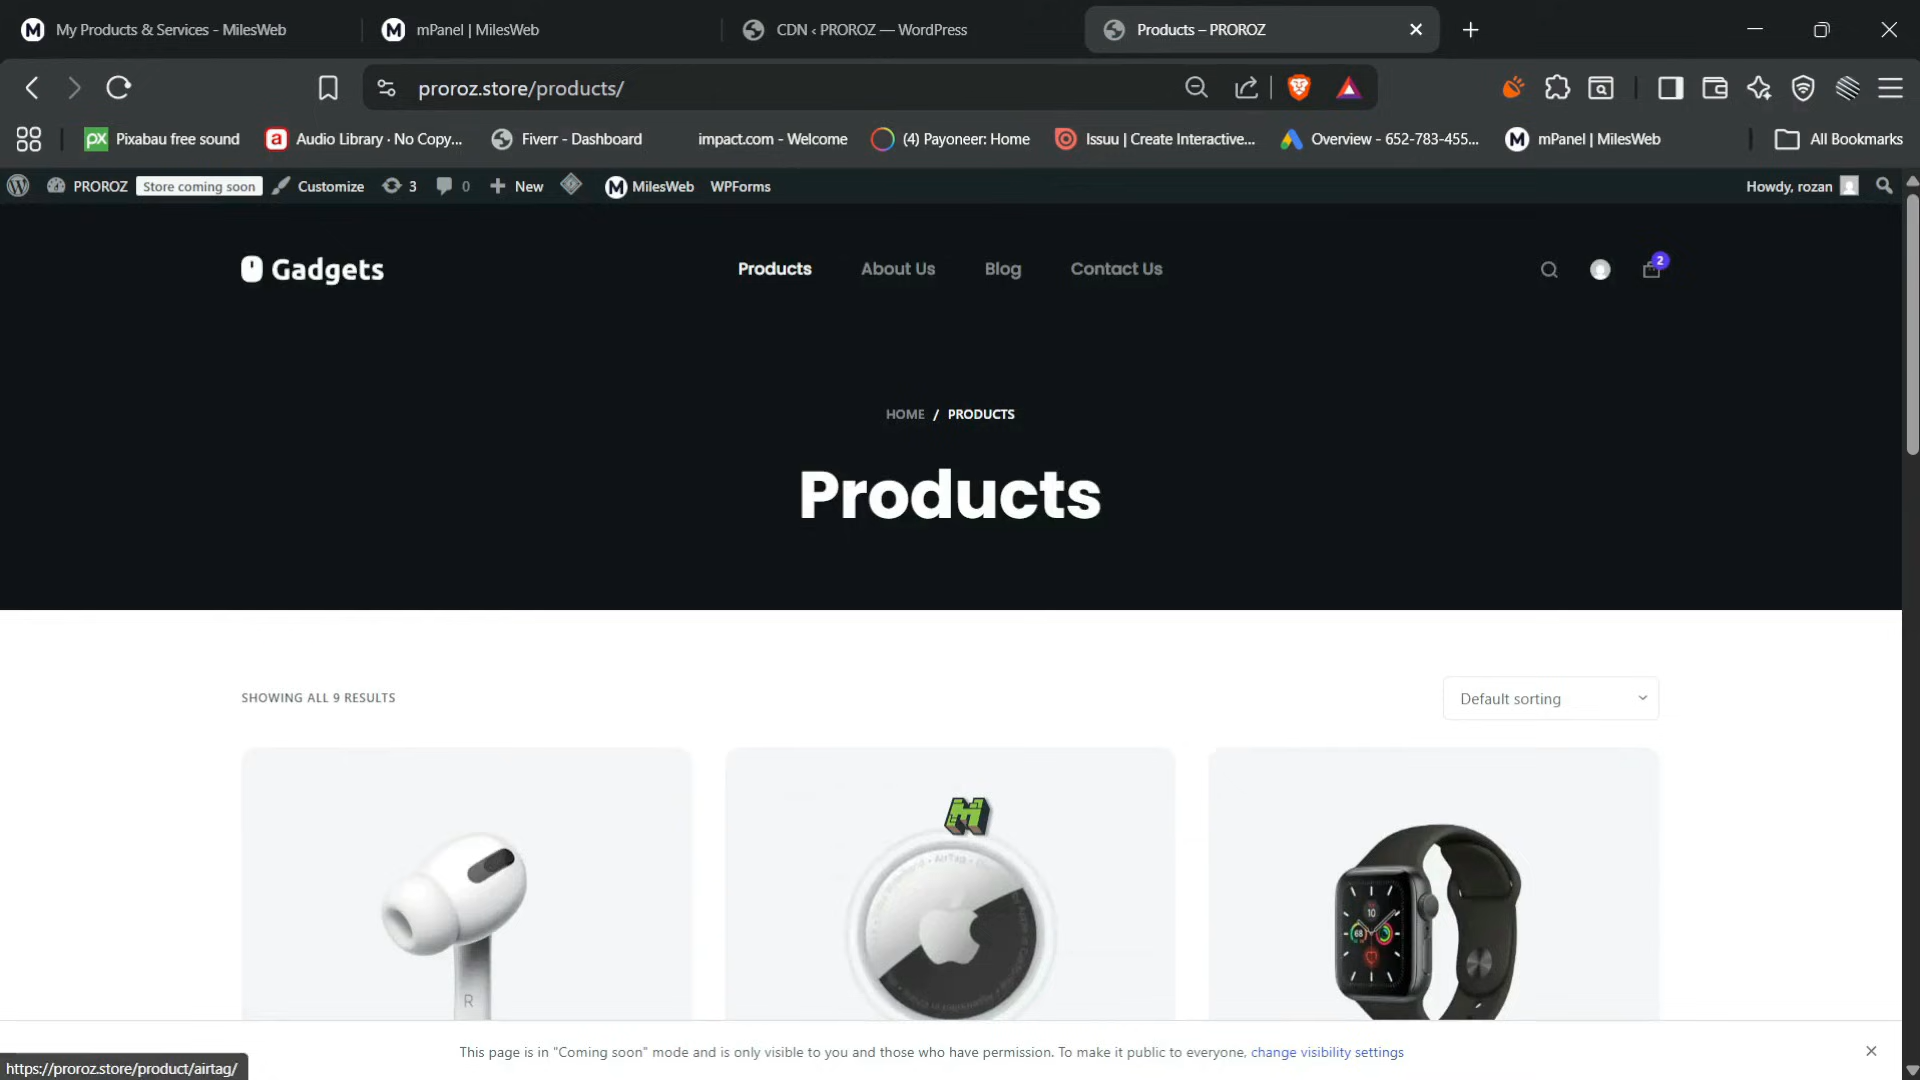 My Products & Services - MilesWeb
mPanel | MilesWeb
CDN ‹ PROROZ — WordPress
Products – PROROZ
proroz.store/products/
px Pixabau free sound
a Audio Library · No Copy...
Fiverr - Dashboard
impact.com - Welcome
(4) Payoneer: Home
Issuu | Create Interactive...
Overview - 652-783-455...
mPanel | MilesWeb
All Bookmarks
PROROZ
Store coming soon
Customize
3
0
New
MilesWeb
WPForms
Howdy, rozan
Gadgets
Products
About Us
Blog
Contact Us
2
HOME / PRODUCTS
Products
SHOWING ALL 9 RESULTS
Default sorting
AirTag
R
10
68
This page is in "Coming soon" mode and is only visible to you and those who have permission. To make it public to everyone, change visibility settings
https://proroz.store/product/airtag/